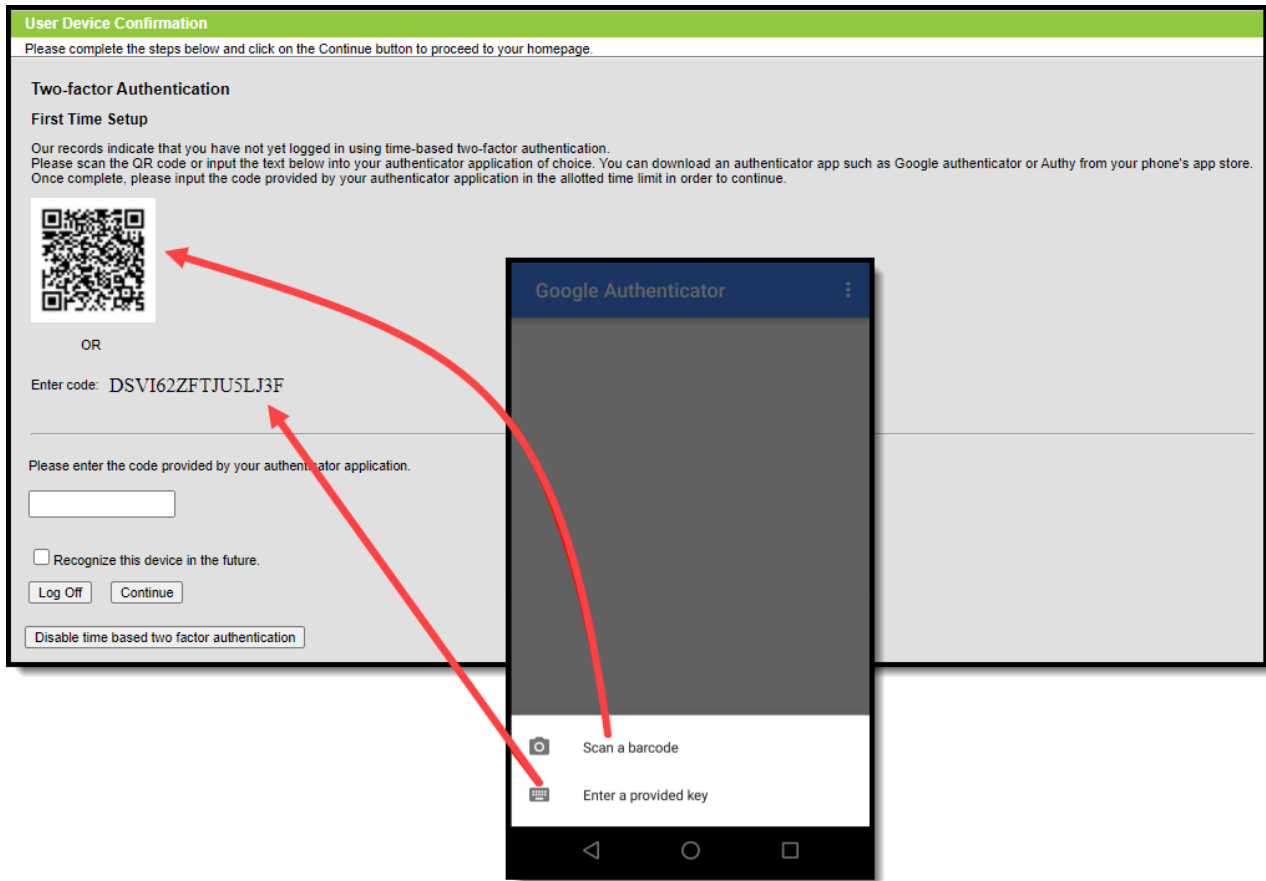 User Device Confirmation
Please complete the steps below and click on the Continue button to proceed to your homepage.
Two-factor Authentication
First Time Setup
Our records indicate that you have not yet logged in using time-based two-factor authentication.
Please scan the QR code or input the text below into your authenticator application of choice. You can download an authenticator app such as Google authenticator or Authy from your phone's app store.
Once complete, please input the code provided by your authenticator application in the allotted time limit in order to continue.
OR
Enter code: DSVI62ZFTJU5LJ3F
Please enter the code provided by your authenticator application.
Recognize this device in the future.
Log Off Continue
Disable time based two factor authentication
Google Authenticator
Scan a barcode
Enter a provided key